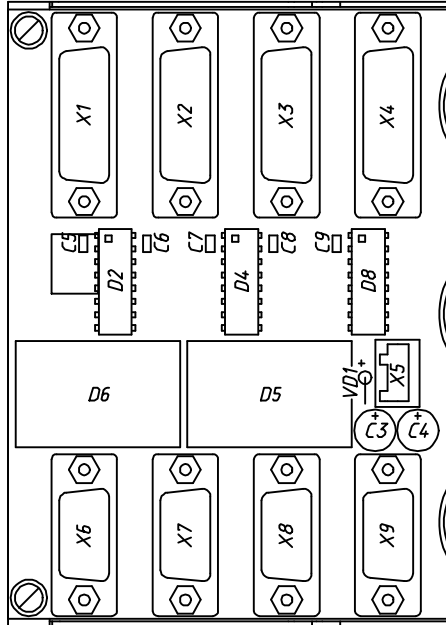 X1 X2 X3 X4
C5 C6 C7 C8 C9
D2 D4 D8
VD1 + X5
D6 D5
+ C3 + C4
X6 X7 X8 X9